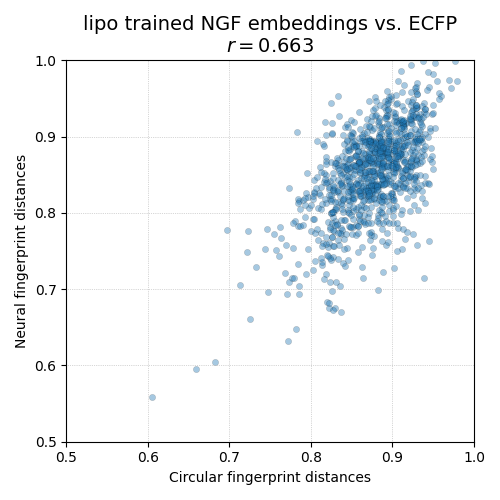 lipo trained NGF embeddings vs. ECFP
r = 0.663
1.0
0.9
0.8
0.7
0.6
0.5
Neural fingerprint distances
0.5 0.6 0.7 0.8 0.9 1.0
Circular fingerprint distances